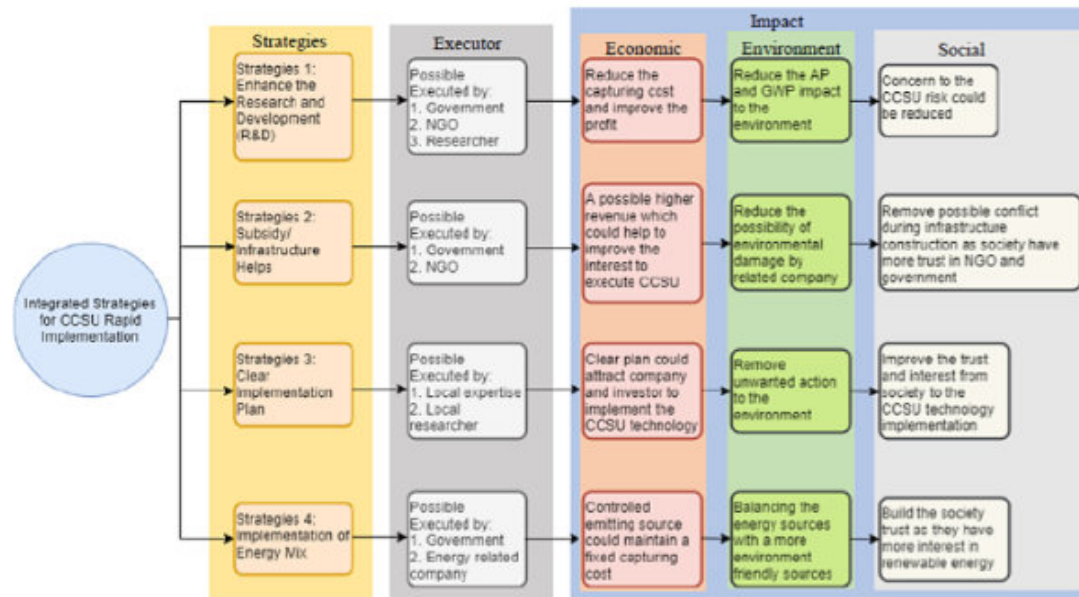 Impact
Strategies
Executor
Economic
Environment
Social
Integrated Strategies
for CCSU Rapid
Implementation
Strategies 1:
Enhance the
Research and
Development
(R&D)
Possible
Executed by:
1. Government
2. NGO
3. Researcher
Reduce the
capturing cost
and improve the
profit
Reduce the AP
and GWP impact
to the
environment
Concern to the
CCSU risk could
be reduced
Strategies 2:
Subsidy/
Infrastructure
Helps
Possible
Executed by:
1. Government
2. NGO
A possible higher
revenue which
could help to
improve the
interest to
execute CCSU
Reduce the
possibility of
environmental
damage by
related company
Remove possible conflict
during infrastructure
construction as society have
more trust in NGO and
government
Strategies 3:
Clear
Implementation
Plan
Possible
Executed by:
1. Local expertise
2. Local
researcher
Clear plan could
attract company
and investor to
implement the
CCSU technology
Remove
unwanted action
to the
environment
Improve the trust
and interest from
society to the
CCSU technology
implementation
Strategies 4:
Implementation of
Energy Mix
Possible
Executed by:
1. Government
2. Energy related
company
Controlled
emitting source
could maintain a
fixed capturing
cost
Balancing the
energy sources
with a more
environment
friendly sources
Build the society
trust as they have
more interest in
renewable energy